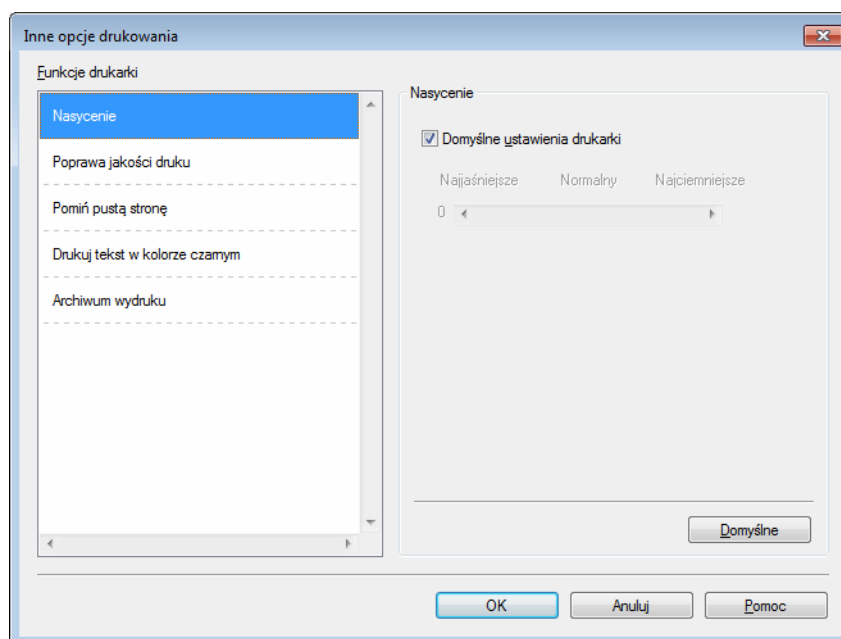 Inne opcje drukowania
Funkcje drukarki
Nasycenie
Poprawa jakości druku
Pomiń pustą stronę
Drukuj tekst w kolorze czarnym
Archiwum wydruku
Nasycenie
Domyślne ustawienia drukarki
Najjaśniejsze Normalny Najciemniejsze
0
Domyślne
OK Anuluj Pomoc